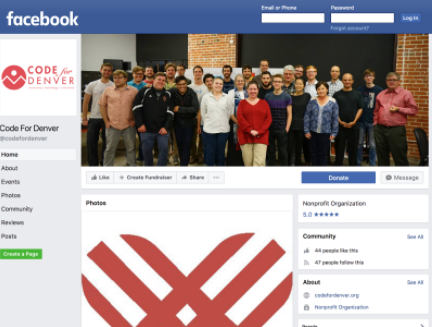 facebook
Email or Phone
Password
Log In
Forgot account?
CODE for
DENVER
Code For Denver
@codefordenver
Home
About
Events
Photos
Community
Reviews
Posts
Create a Page
Like
Create Fundraiser
Share
Donate
Message
Photos
Nonprofit Organization
5.0 ★★★★★
Community
See All
44 people like this
47 people follow this
About
See All
codefordenver.org
Nonprofit Organization